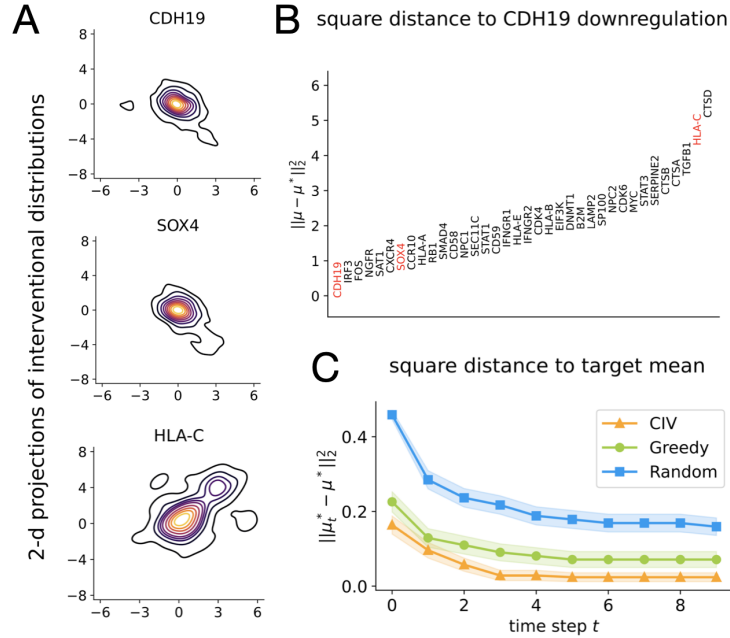 A
2-d projections of interventional distributions
CDH19
8
4
0
−4
−8
−6 −3 0 3 6
SOX4
8
4
0
−4
−8
−6 −3 0 3 6
HLA-C
8
4
0
−4
−8
−6 −3 0 3 6
B square distance to CDH19 downregulation
||μ − μ*||₂²
6
5
4
3
2
1
0
CDH19
IRF3
FOS
NGFR
SAT1
CXCR4
SOX4
CCR10
HLA-A
RB1
SMAD4
CD58
NPC1
SEC11C
STAT1
CD59
IFNGR1
HLA-E
IFNGR2
CDK4
HLA-B
EIF3K
DNMT1
B2M
LAMP2
SP100
NPC2
CDK6
MYC
STAT3
SERPINE2
CTSB
CTSA
TGFB1
HLA-C
CTSD
C square distance to target mean
||μₜ* − μ*||₂²
0.4
0.2
0.0
CIV
Greedy
Random
0 2 4 6 8
time step t